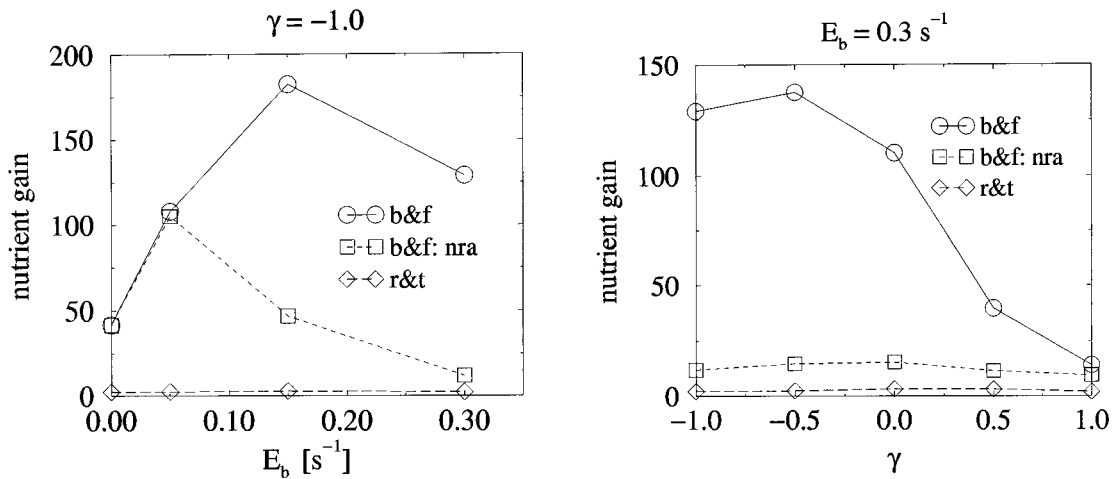 γ = −1.0
200
150
100
50
0
nutrient gain
b&f
b&f: nra
r&t
0.00 0.10 0.20 0.30
E_b [s⁻¹]
E_b = 0.3 s⁻¹
150
100
50
0
nutrient gain
b&f
b&f: nra
r&t
−1.0 −0.5 0.0 0.5 1.0
γ